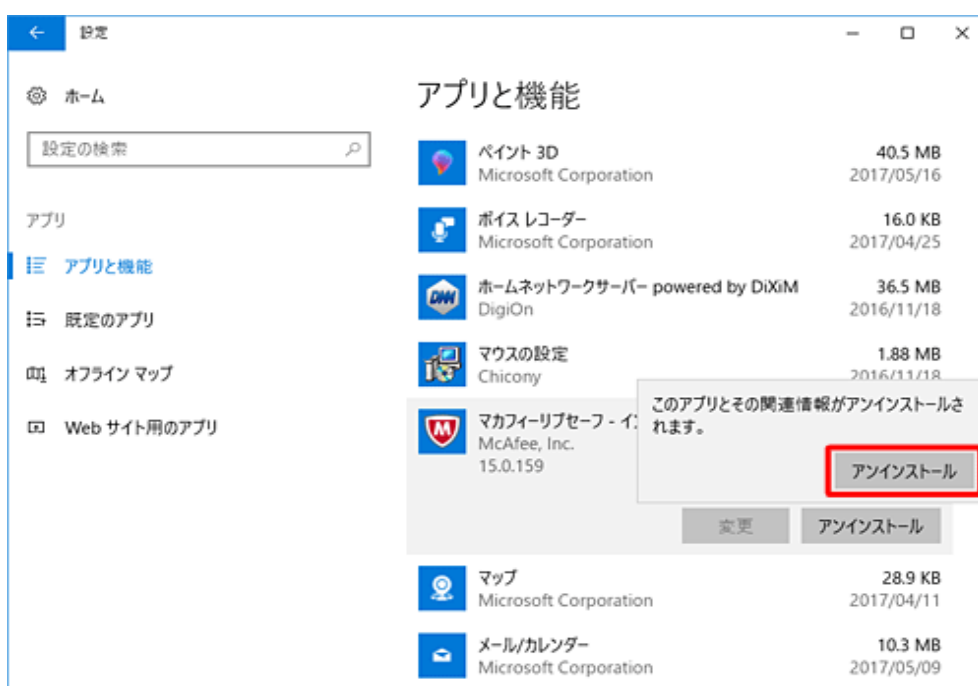 設定
ホーム
設定の検索
アプリ
アプリと機能
既定のアプリ
オフライン マップ
Web サイト用のアプリ
アプリと機能
ペイント 3D
40.5 MB
Microsoft Corporation
2017/05/16
ボイス レコーダー
16.0 KB
Microsoft Corporation
2017/04/25
ホームネットワークサーバー powered by DiXiM
36.5 MB
DigiOn
2016/11/18
マウスの設定
1.88 MB
Chicony
2016/11/18
マカフィーリブセーフ - イン
McAfee, Inc.
15.0.159
このアプリとその関連情報がアンインストールさ
れます。
アンインストール
変更
アンインストール
マップ
28.9 KB
Microsoft Corporation
2017/04/11
メール/カレンダー
10.3 MB
Microsoft Corporation
2017/05/09